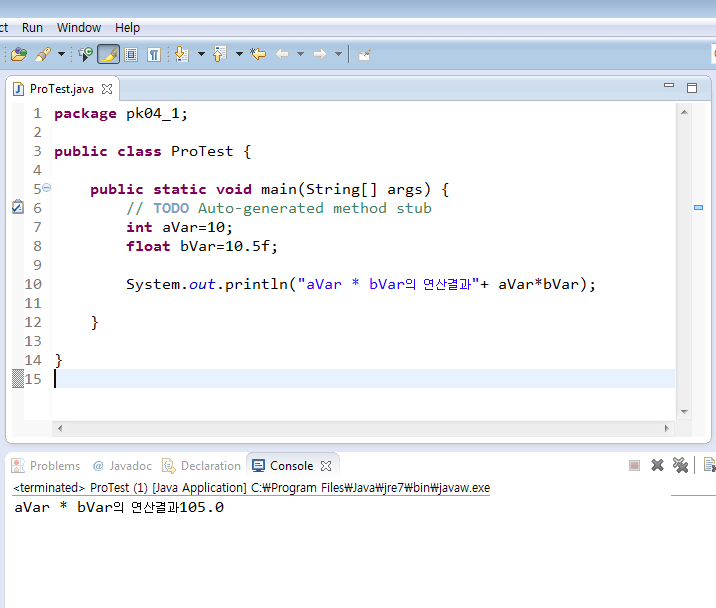 ct Run Window Help
ProTest.java
1 package pk04_1;
2
3 public class ProTest {
4
5 public static void main(String[] args) {
6 // TODO Auto-generated method stub
7 int aVar=10;
8 float bVar=10.5f;
9
10 System.out.println("aVar * bVar의 연산결과"+ aVar*bVar);
11
12 }
13
14 }
15
Problems @ Javadoc Declaration Console
<terminated> ProTest (1) [Java Application] C:₩Program Files₩Java₩jre7₩bin₩javaw.exe
aVar * bVar의 연산결과105.0